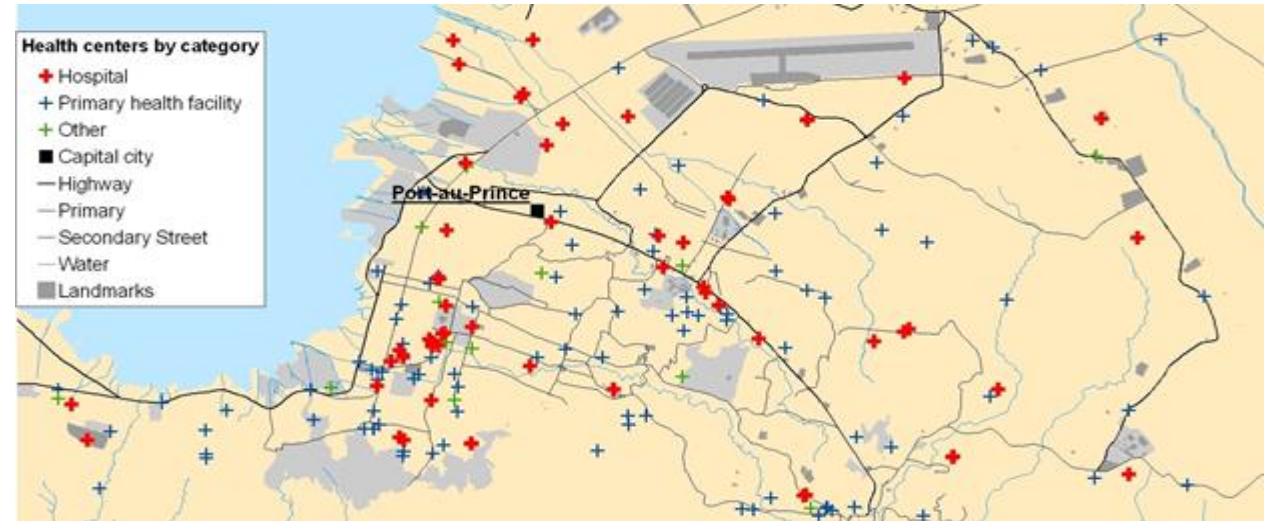 Health centers by category
Hospital
Primary health facility
Other
Capital city
Highway
Primary
Secondary Street
Water
Landmarks
Port-au-Prince